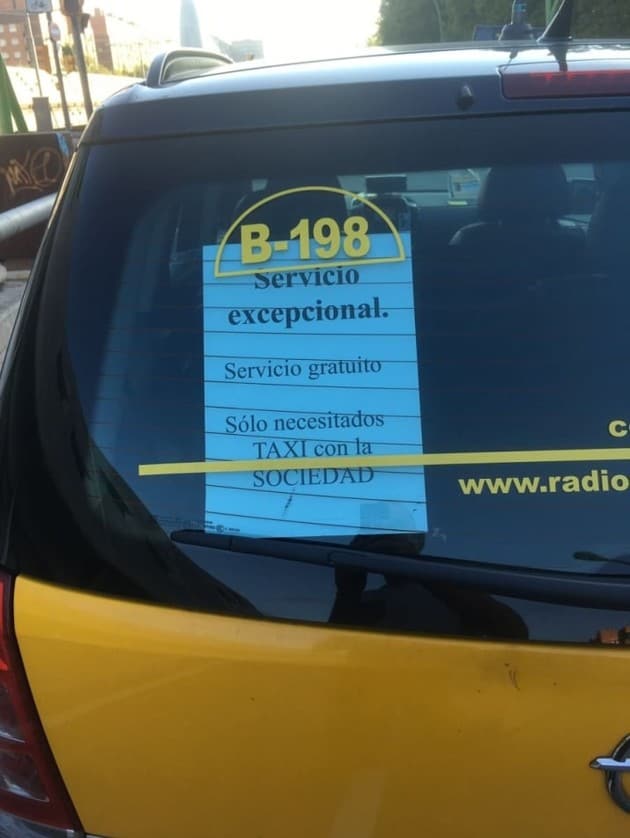 B-198
Servicio
excepcional.
Servicio gratuito
Sólo necesitados
TAXI con la
SOCIEDAD
c
www.radio